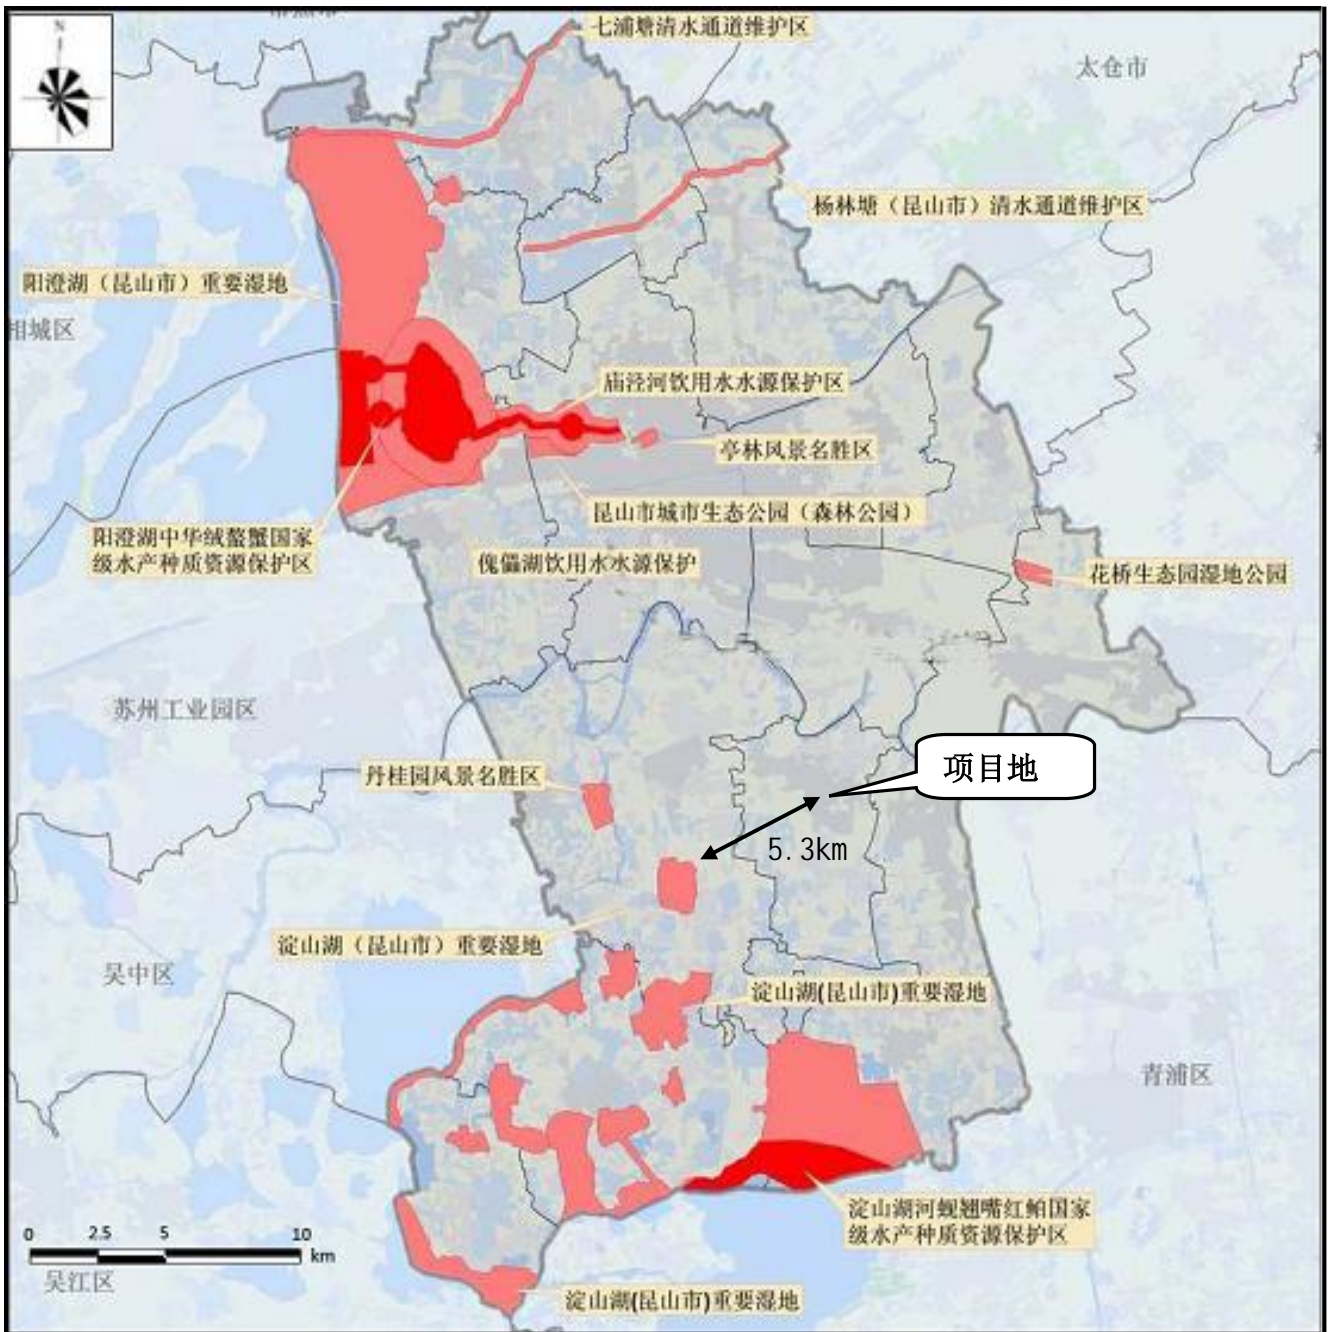 七浦塘清水通道维护区
N
太仓市
杨林塘（昆山市）清水通道维护区
阳澄湖（昆山市）重要湿地
相城区
庙泾河饮用水水源保护区
亭林风景名胜区
昆山市城市生态公园（森林公园）
阳澄湖中华绒螯蟹国家
级水产种质资源保护区
傀儡湖饮用水水源保护
花桥生态园湿地公园
苏州工业园区
项目地
丹桂园风景名胜区
5.3km
淀山湖（昆山市）重要湿地
吴中区
淀山湖(昆山市)重要湿地
青浦区
淀山湖河蚬翘嘴红鲌国家
级水产种质资源保护区
0 2.5 5 10
km
吴江区
淀山湖(昆山市)重要湿地